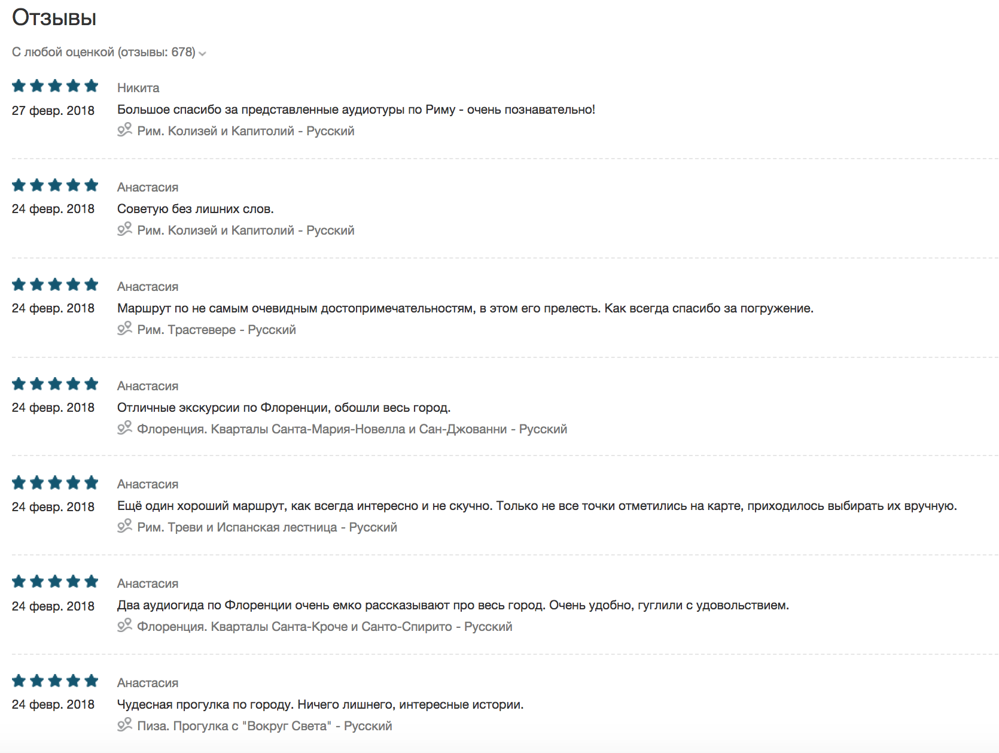 Отзывы
С любой оценкой (отзывы: 678)
Никита
27 февр. 2018
Большое спасибо за представленные аудиотуры по Риму - очень познавательно!
Рим. Колизей и Капитолий - Русский
Анастасия
24 февр. 2018
Советую без лишних слов.
Рим. Колизей и Капитолий - Русский
Анастасия
24 февр. 2018
Маршрут по не самым очевидным достопримечательностям, в этом его прелесть. Как всегда спасибо за погружение.
Рим. Трастевере - Русский
Анастасия
24 февр. 2018
Отличные экскурсии по Флоренции, обошли весь город.
Флоренция. Кварталы Санта-Мария-Новелла и Сан-Джованни - Русский
Анастасия
24 февр. 2018
Ещё один хороший маршрут, как всегда интересно и не скучно. Только не все точки отметились на карте, приходилось выбирать их вручную.
Рим. Треви и Испанская лестница - Русский
Анастасия
24 февр. 2018
Два аудиогида по Флоренции очень емко рассказывают про весь город. Очень удобно, гуглили с удовольствием.
Флоренция. Кварталы Санта-Кроче и Санто-Спирито - Русский
Анастасия
24 февр. 2018
Чудесная прогулка по городу. Ничего лишнего, интересные истории.
Пиза. Прогулка с "Вокруг Света" - Русский